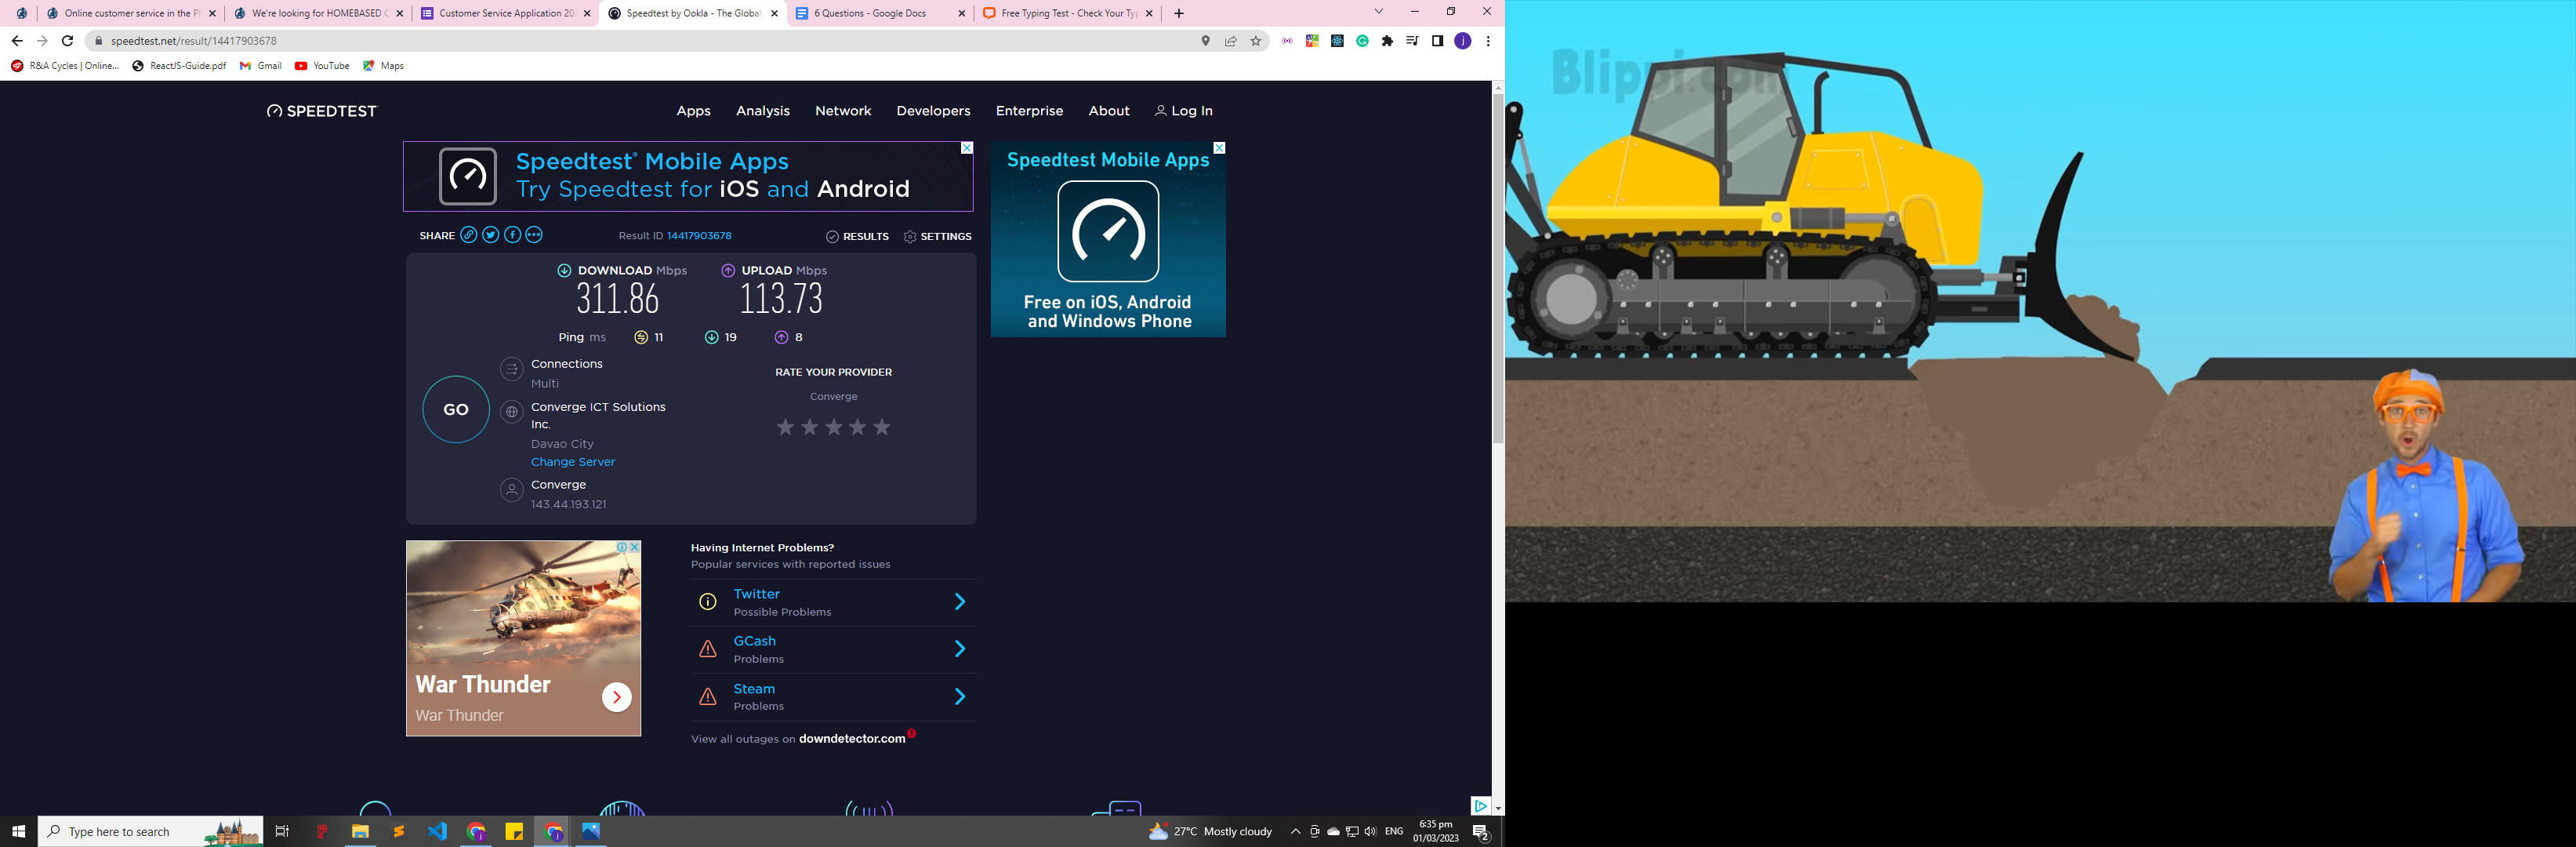 Online customer service in the Ph
We're looking for HOMEBASED C
Customer Service Application 20
Speedtest by Ookla - The Global
6 Questions - Google Docs
Free Typing Test - Check Your Typ
speedtest.net/result/14417903678
R&A Cycles | Online...
ReactJS-Guide.pdf
Gmail
YouTube
Maps
SPEEDTEST
Apps
Analysis
Network
Developers
Enterprise
About
Log In
Speedtest® Mobile Apps
Try Speedtest for iOS and Android
Speedtest Mobile Apps
Free on iOS, Android
and Windows Phone
SHARE
Result ID 14417903678
RESULTS
SETTINGS
DOWNLOAD Mbps
311.86
UPLOAD Mbps
113.73
Ping ms
11
19
8
GO
Connections
Multi
Converge ICT Solutions
Inc.
Davao City
Change Server
Converge
143.44.193.121
RATE YOUR PROVIDER
Converge
War Thunder
War Thunder
Having Internet Problems?
Popular services with reported issues
Twitter
Possible Problems
GCash
Problems
Steam
Problems
View all outages on downdetector.com
Type here to search
27°C Mostly cloudy
ENG
6:35 pm
01/03/2023
2
Blippi.com